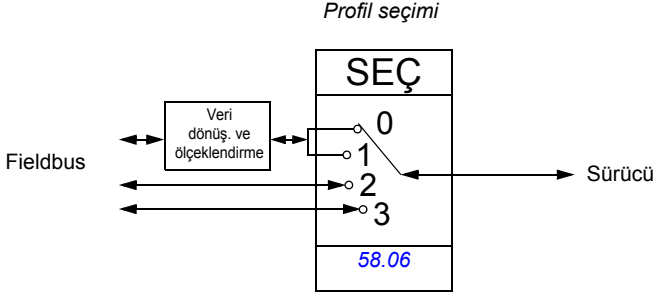 Profil seçimi
SEÇ
Veri
dönüş. ve
ölçeklendirme
0
1
2
3
Fieldbus
Sürücü
58.06